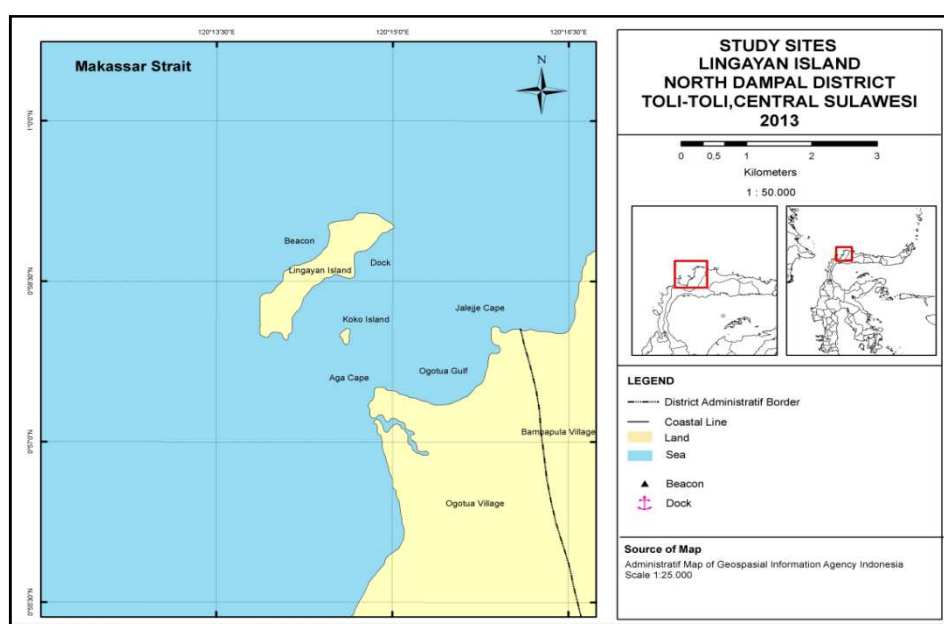 120°13'30"E
120°15'0"E
120°16'30"E
Makassar Strait
N
1°0'0"N
Beacon
Dock
Lingayan Island
0°58'30"N
Koko Island
Jalejje Cape
Aga Cape
Ogotua Gulf
0°57'0"N
Bambapula Village
Ogotua Village
0°55'30"N
STUDY SITES
LINGAYAN ISLAND
NORTH DAMPAL DISTRICT
TOLI-TOLI,CENTRAL SULAWESI
2013
0 0,5 1 2 3
Kilometers
1 : 50.000
LEGEND
District Administratif Border
Coastal Line
Land
Sea
Beacon
Dock
Source of Map
Administratif Map of Geospasial Information Agency Indonesia
Scale 1:25.000